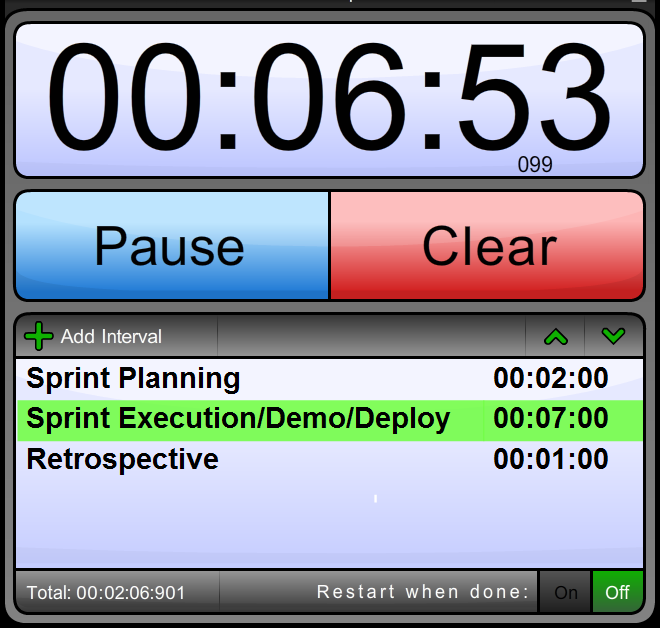 00:06:53
099
Pause Clear
Add Interval
Sprint Planning 00:02:00
Sprint Execution/Demo/Deploy 00:07:00
Retrospective 00:01:00
Total: 00:02:06:901 Restart when done: On Off